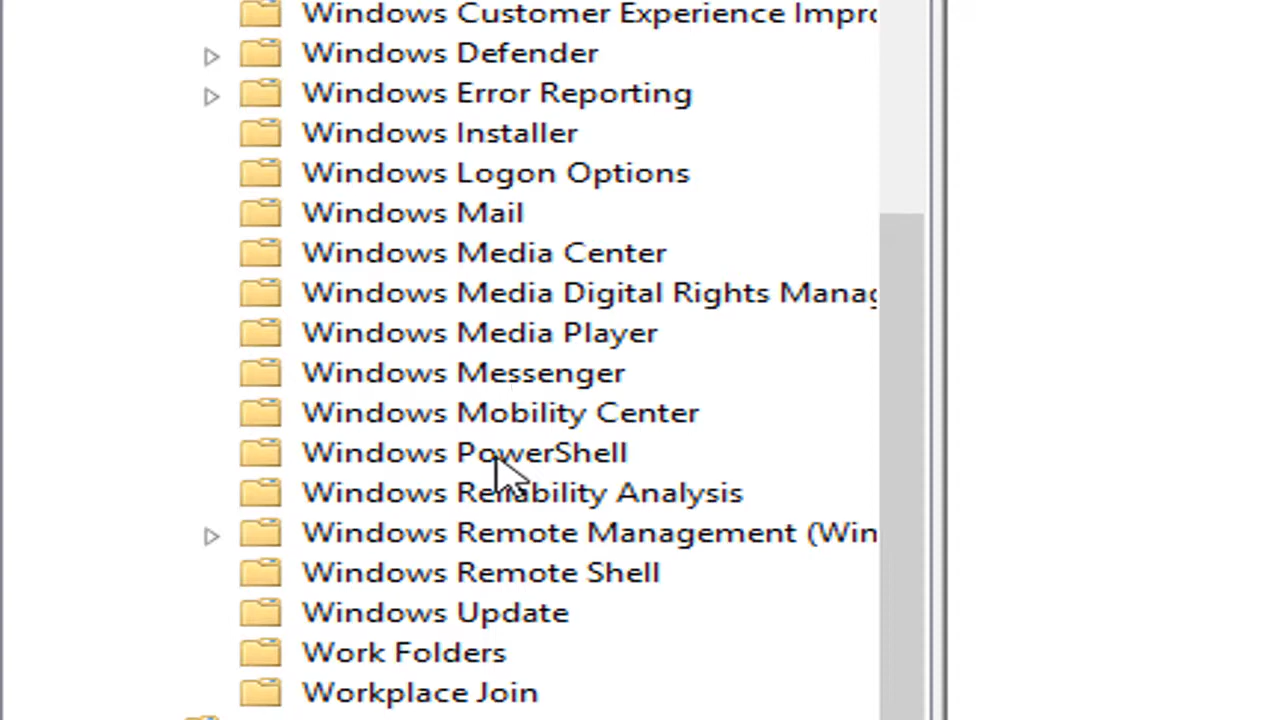 Windows Customer Experience Impro
Windows Defender
Windows Error Reporting
Windows Installer
Windows Logon Options
Windows Mail
Windows Media Center
Windows Media Digital Rights Manag
Windows Media Player
Windows Messenger
Windows Mobility Center
Windows PowerShell
Windows Reliability Analysis
Windows Remote Management (Win
Windows Remote Shell
Windows Update
Work Folders
Workplace Join